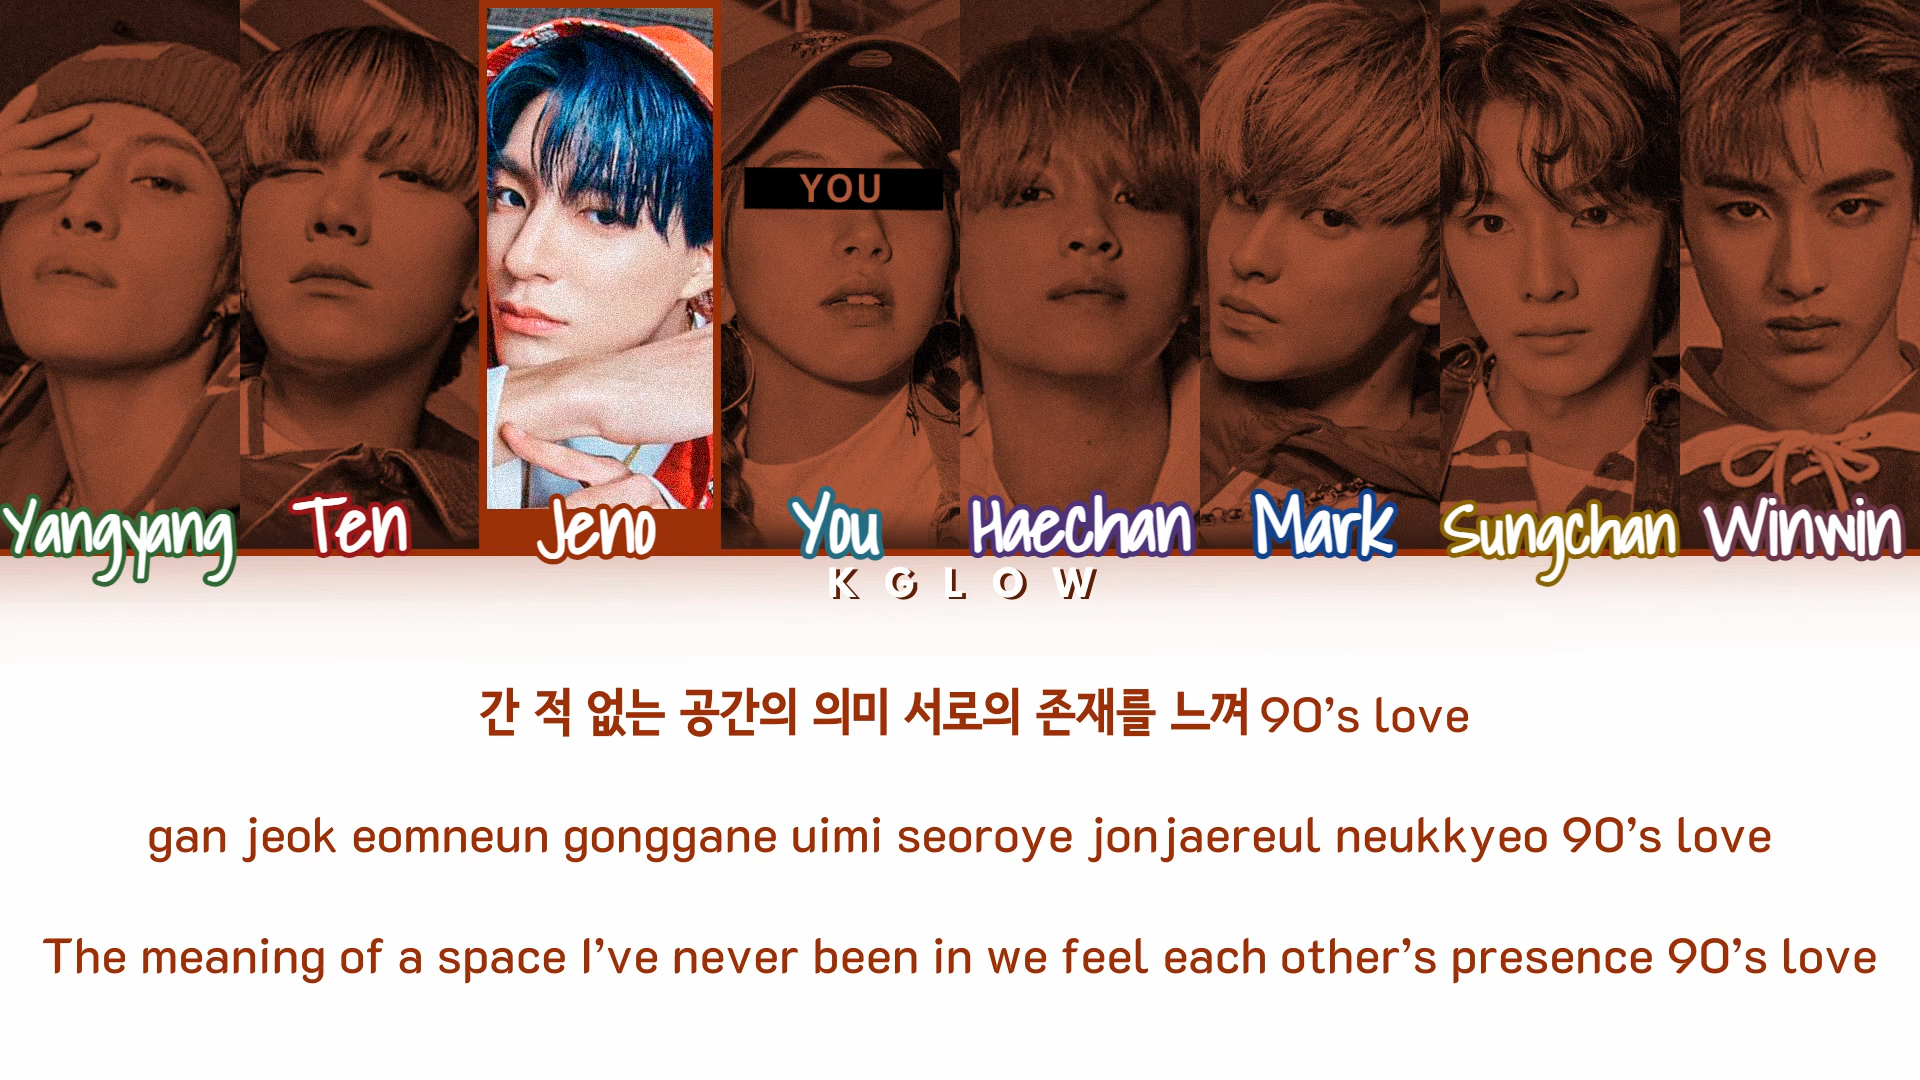 YOU
Yangyang Ten Jeno You Haechan Mark Sungchan Winwin
K GLOW
간 적 없는 공간의 의미 서로의 존재를 느껴 90's love
gan jeok eomneun gonggane uimi seoroye jonjaereul neukkyeo 90's love
The meaning of a space I've never been in we feel each other's presence 90's love